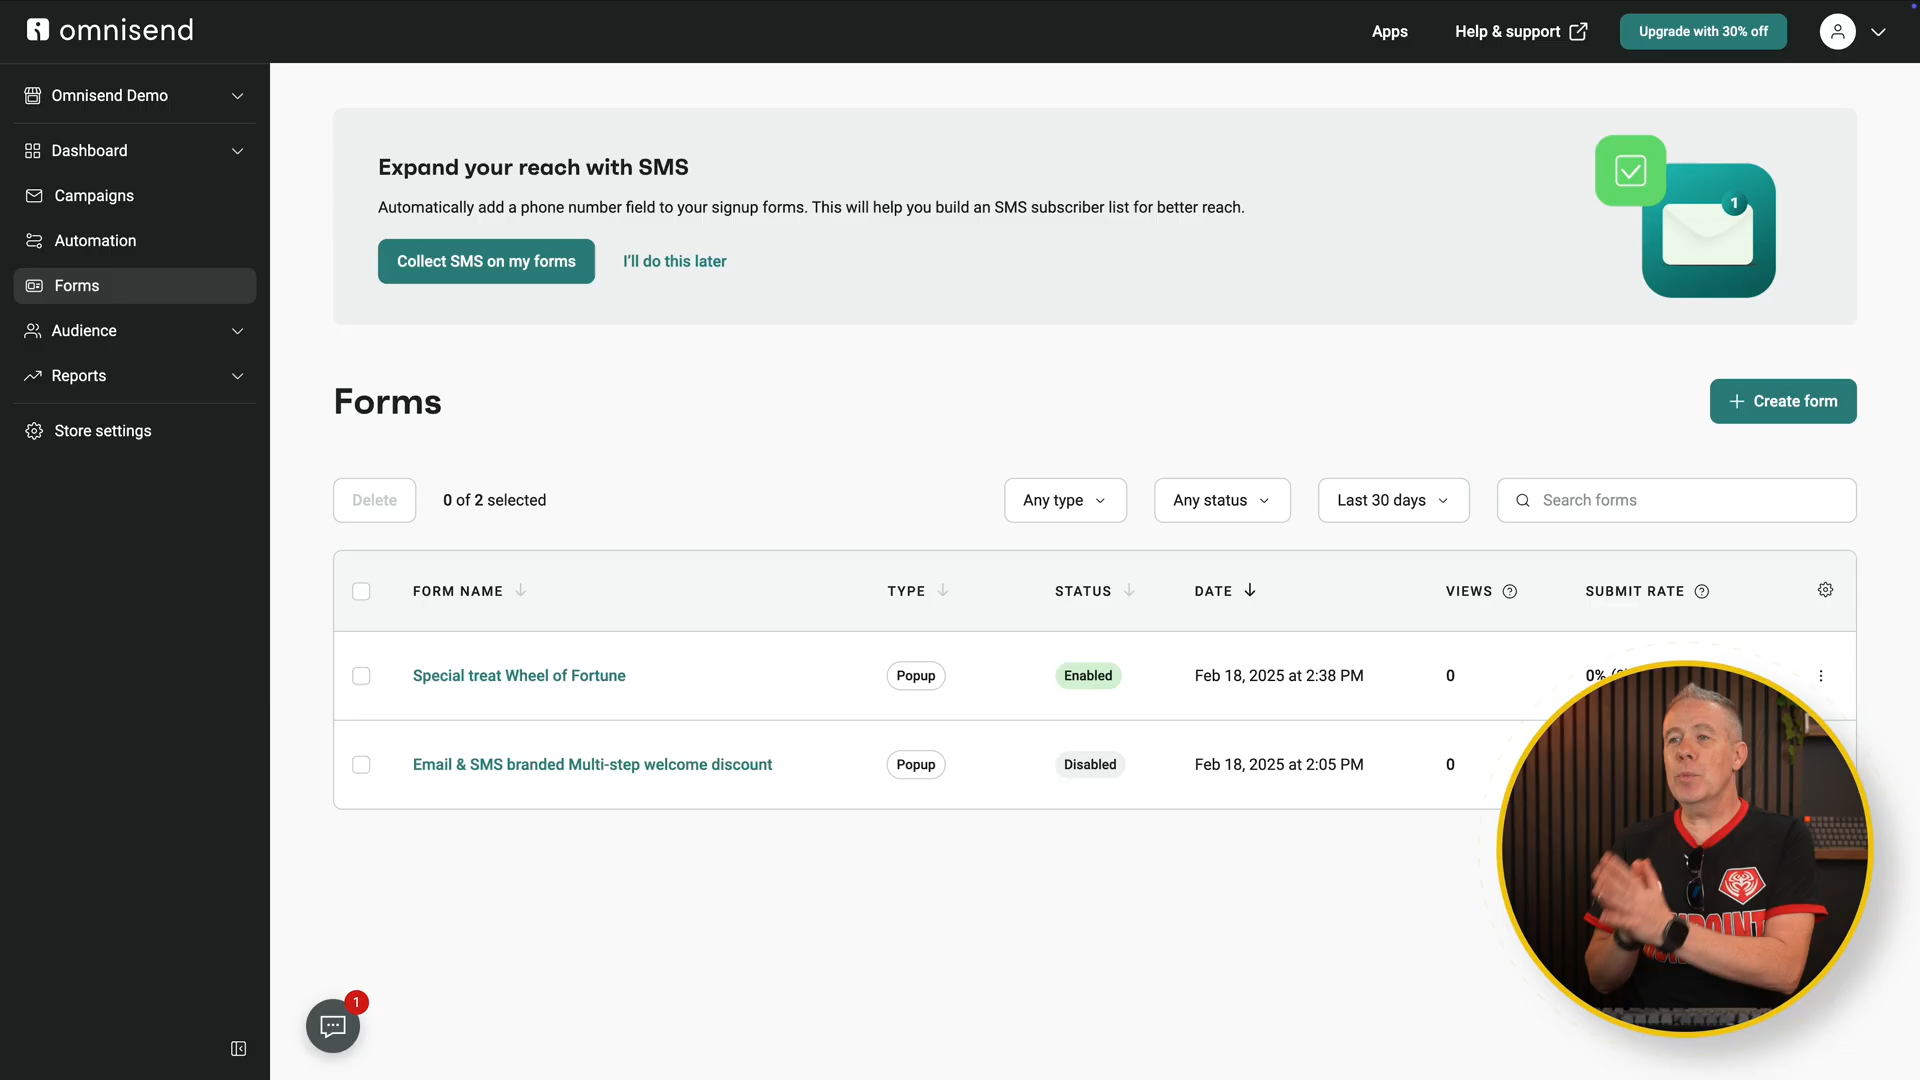 omnisend
Apps
Help & support
Upgrade with 30% off
Omnisend Demo
Dashboard
Campaigns
Automation
Forms
Audience
Reports
Store settings
Expand your reach with SMS
Automatically add a phone number field to your signup forms. This will help you build an SMS subscriber list for better reach.
Collect SMS on my forms
I'll do this later
1
Forms
Create form
Delete
0 of 2 selected
Any type
Any status
Last 30 days
Search forms
FORM NAME
TYPE
STATUS
DATE
VIEWS
SUBMIT RATE
Special treat Wheel of Fortune
Popup
Enabled
Feb 18, 2025 at 2:38 PM
0
0%
Email & SMS branded Multi-step welcome discount
Popup
Disabled
Feb 18, 2025 at 2:05 PM
0
1